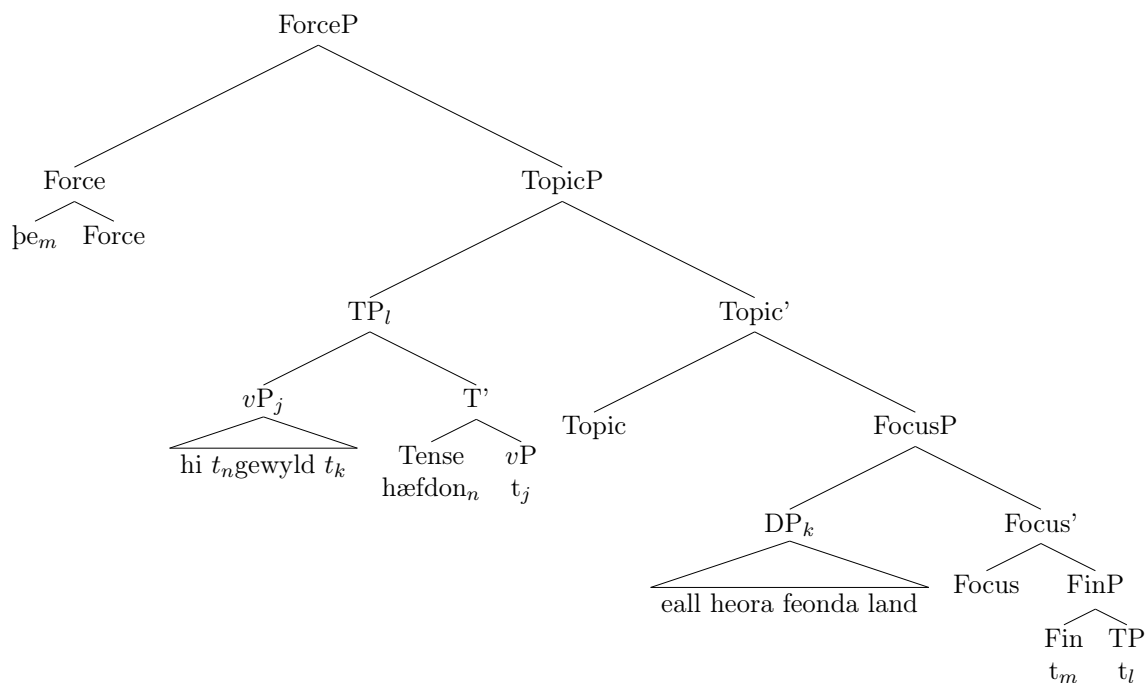 ForceP
Force TopicP
þe_m Force
TP_l Topic’
vP_j T’ Topic FocusP
hi t_n gewyld t_k Tense vP
hæfdon_n t_j
DP_k Focus’
eall heora feonda land Focus FinP
Fin TP
t_m t_l